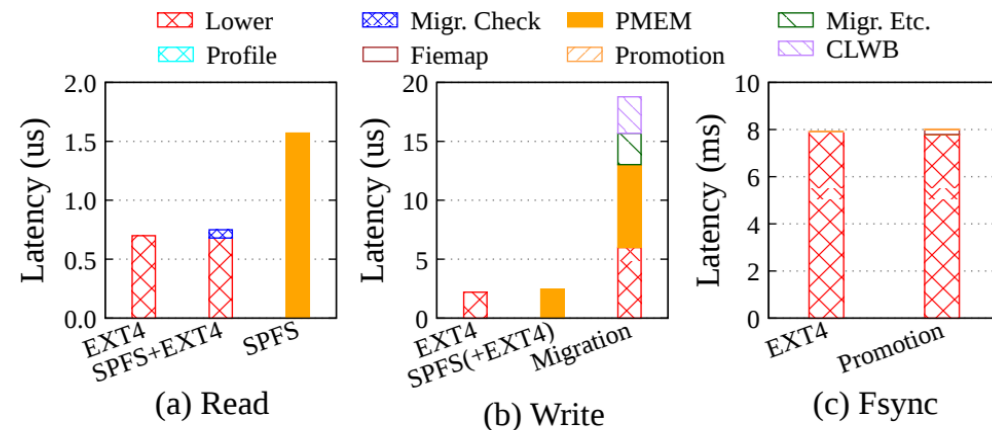 Lower Migr. Check PMEM Migr. Etc.
Profile Fiemap Promotion CLWB
Latency (us)
2.0
1.5
1.0
0.5
0.0
EXT4
SPFS+EXT4
SPFS
(a) Read
Latency (us)
20
15
10
5
0
EXT4
SPFS(+EXT4)
Migration
(b) Write
Latency (ms)
10
8
6
4
2
0
EXT4
Promotion
(c) Fsync